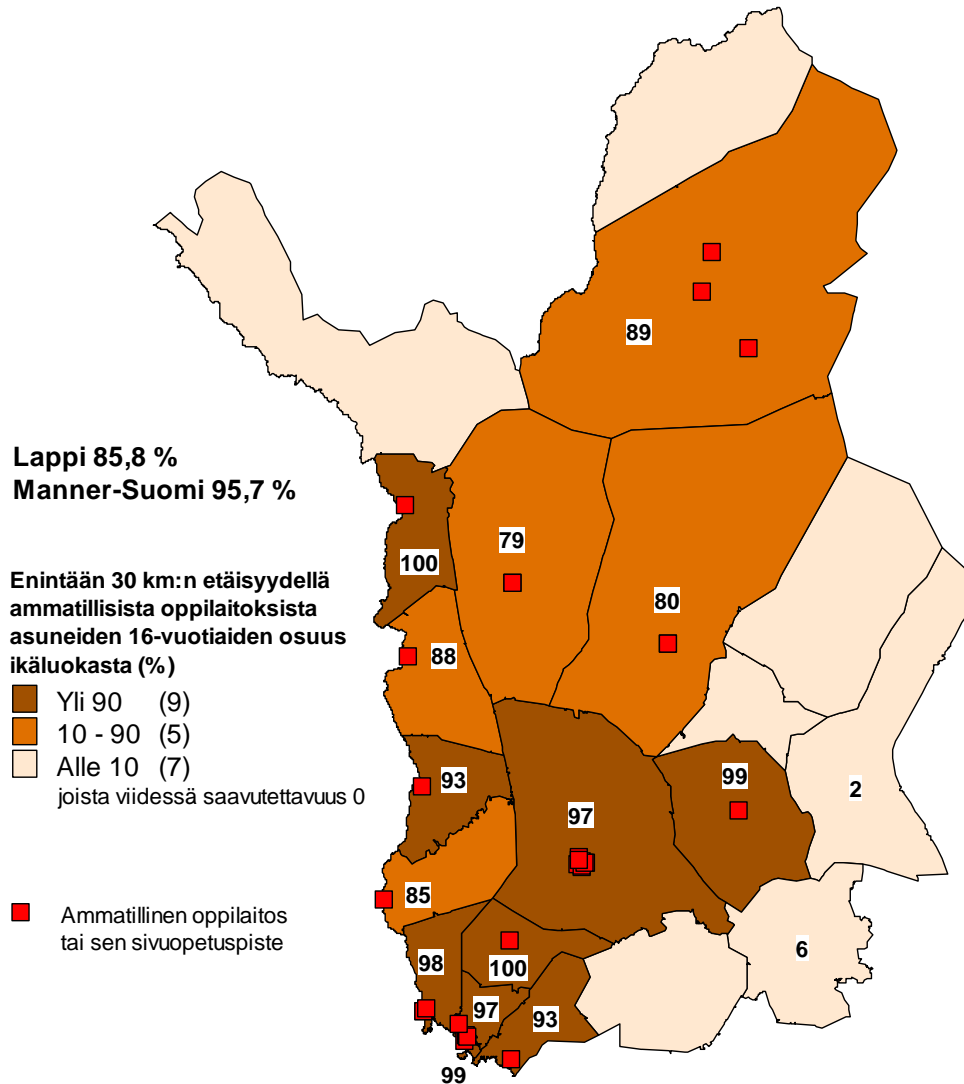 Lappi 85,8 %
Manner-Suomi 95,7 %
Enintään 30 km:n etäisyydellä
ammatillisista oppilaitoksista
asuneiden 16-vuotiaiden osuus
ikäluokasta (%)
Yli 90 (9)
10 - 90 (5)
Alle 10 (7)
joista viidessä saavutettavuus 0
Ammatillinen oppilaitos
tai sen sivuopetuspiste
89
79
100
80
88
93
99
2
97
85
6
98
100
97
93
99